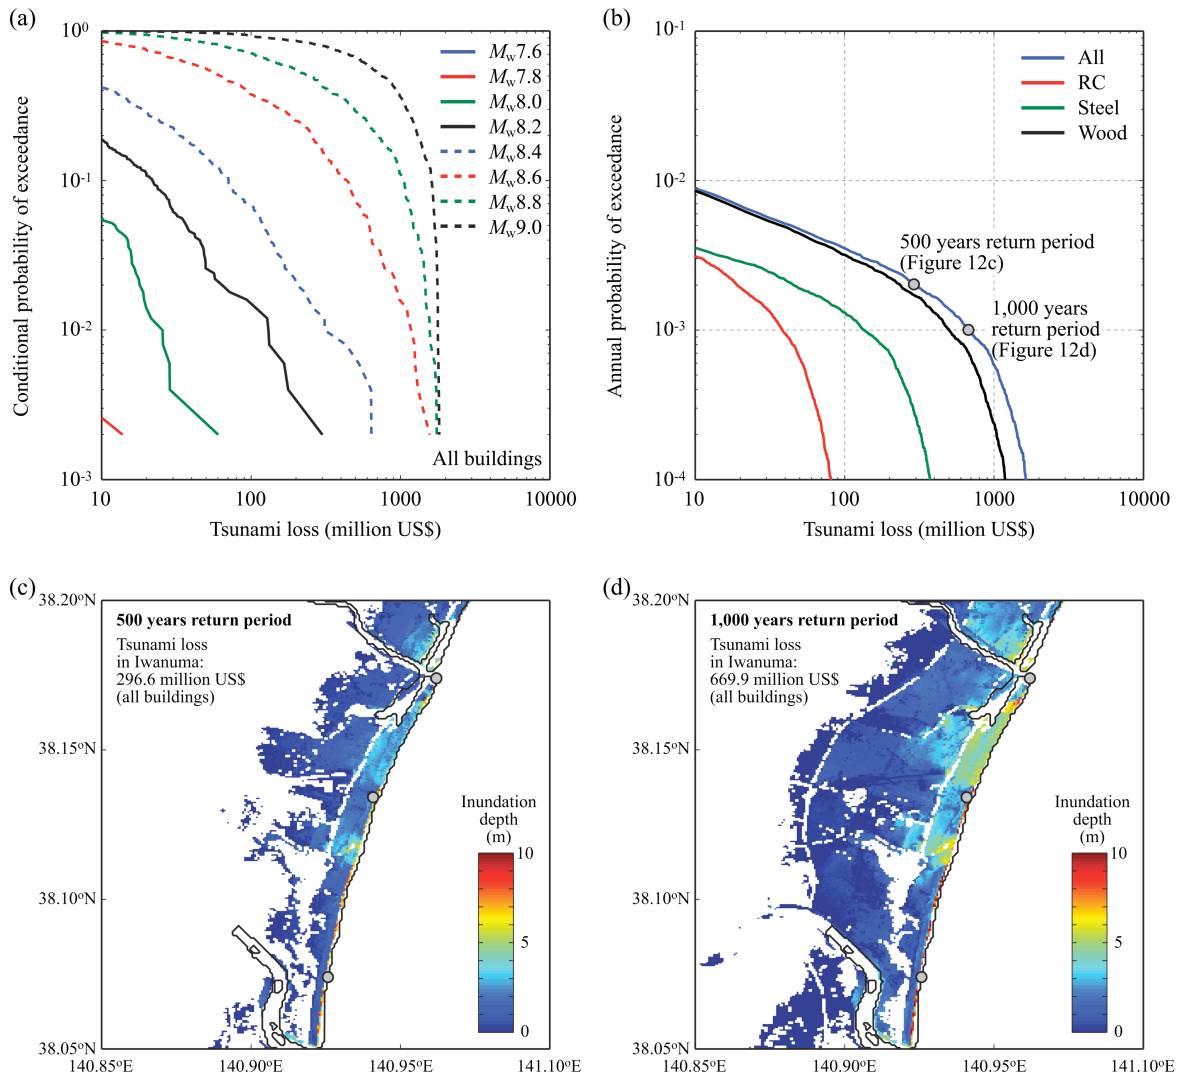 (a)
10⁰
10⁻¹
10⁻²
10⁻³
Conditional probability of exceedance
Mw7.6
Mw7.8
Mw8.0
Mw8.2
Mw8.4
Mw8.6
Mw8.8
Mw9.0
All buildings
10
100
1000
10000
Tsunami loss (million US$)
(b)
10⁻¹
10⁻²
10⁻³
10⁻⁴
Annual probability of exceedance
All
RC
Steel
Wood
500 years return period
(Figure 12c)
1,000 years
return period
(Figure 12d)
10
100
1000
10000
Tsunami loss (million US$)
(c)
38.20°N
38.15°N
38.10°N
38.05°N
500 years return period
Tsunami loss
in Iwanuma:
296.6 million US$
(all buildings)
Inundation
depth
(m)
10
5
0
140.85°E
140.90°E
140.95°E
141.10°E
(d)
38.20°N
38.15°N
38.10°N
38.05°N
1,000 years return period
Tsunami loss
in Iwanuma:
669.9 million US$
(all buildings)
Inundation
depth
(m)
10
5
0
140.85°E
140.90°E
140.95°E
141.10°E